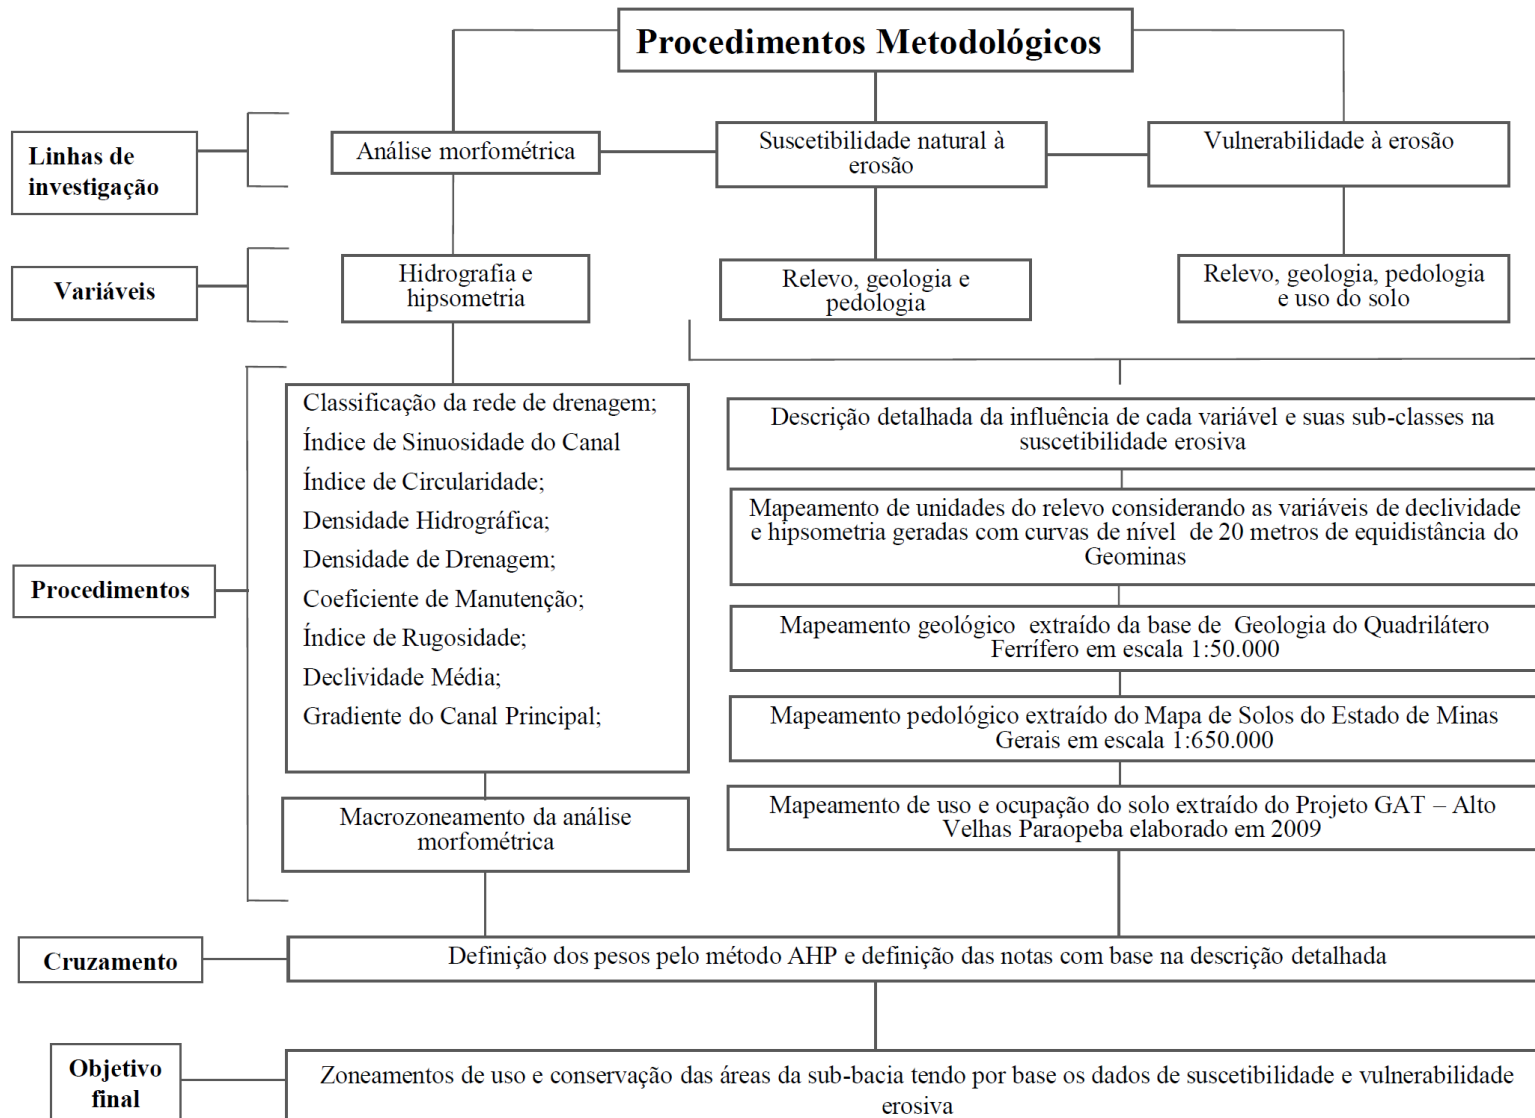 Procedimentos Metodológicos
Linhas de
investigação
Análise morfométrica
Suscetibilidade natural à
erosão
Vulnerabilidade à erosão
Variáveis
Hidrografia e
hipsometria
Relevo, geologia e
pedologia
Relevo, geologia, pedologia
e uso do solo
Procedimentos
Classificação da rede de drenagem;
Índice de Sinuosidade do Canal
Índice de Circularidade;
Densidade Hidrográfica;
Densidade de Drenagem;
Coeficiente de Manutenção;
Índice de Rugosidade;
Declividade Média;
Gradiente do Canal Principal;
Macrozoneamento da análise
morfométrica
Descrição detalhada da influência de cada variável e suas sub-classes na
suscetibilidade erosiva
Mapeamento de unidades do relevo considerando as variáveis de declividade
e hipsometria geradas com curvas de nível de 20 metros de equidistância do
Geominas
Mapeamento geológico extraído da base de Geologia do Quadrilátero
Ferrífero em escala 1:50.000
Mapeamento pedológico extraído do Mapa de Solos do Estado de Minas
Gerais em escala 1:650.000
Mapeamento de uso e ocupação do solo extraído do Projeto GAT – Alto
Velhas Paraopeba elaborado em 2009
Cruzamento
Definição dos pesos pelo método AHP e definição das notas com base na descrição detalhada
Objetivo
final
Zoneamentos de uso e conservação das áreas da sub-bacia tendo por base os dados de suscetibilidade e vulnerabilidade
erosiva